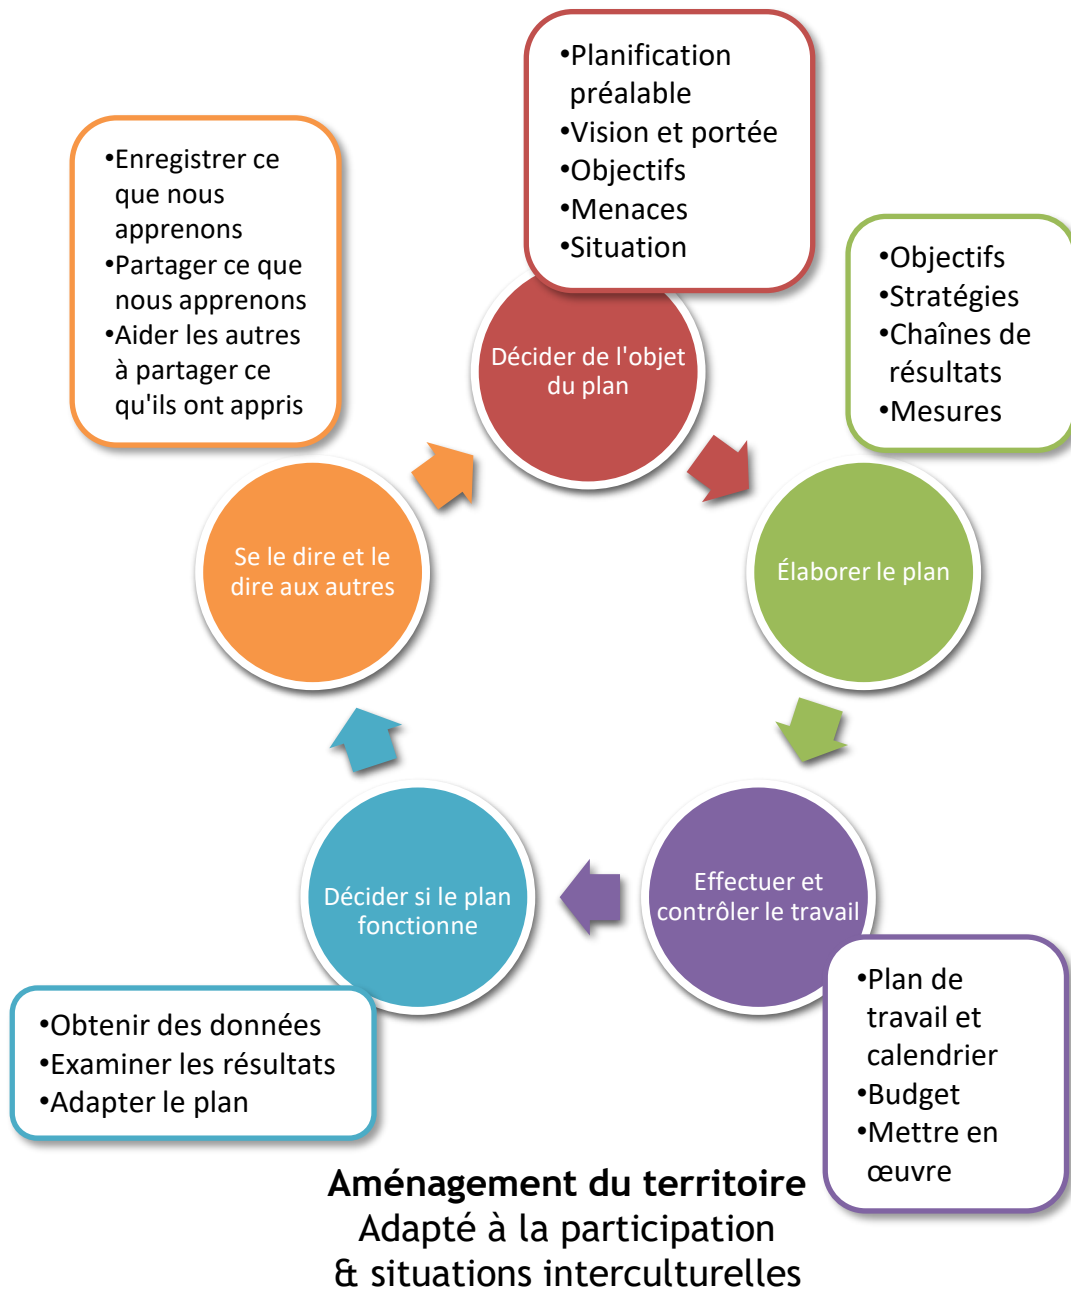 •Planification
préalable
•Vision et portée
•Objectifs
•Menaces
•Situation
Décider de l'objet
du plan
•Objectifs
•Stratégies
•Chaînes de
résultats
•Mesures
Élaborer le plan
Effectuer et
contrôler le travail
•Plan de
travail et
calendrier
•Budget
•Mettre en
œuvre
Décider si le plan
fonctionne
•Obtenir des données
•Examiner les résultats
•Adapter le plan
Se le dire et le
dire aux autres
•Enregistrer ce
que nous
apprenons
•Partager ce que
nous apprenons
•Aider les autres
à partager ce
qu'ils ont appris
Aménagement du territoire
Adapté à la participation
& situations interculturelles